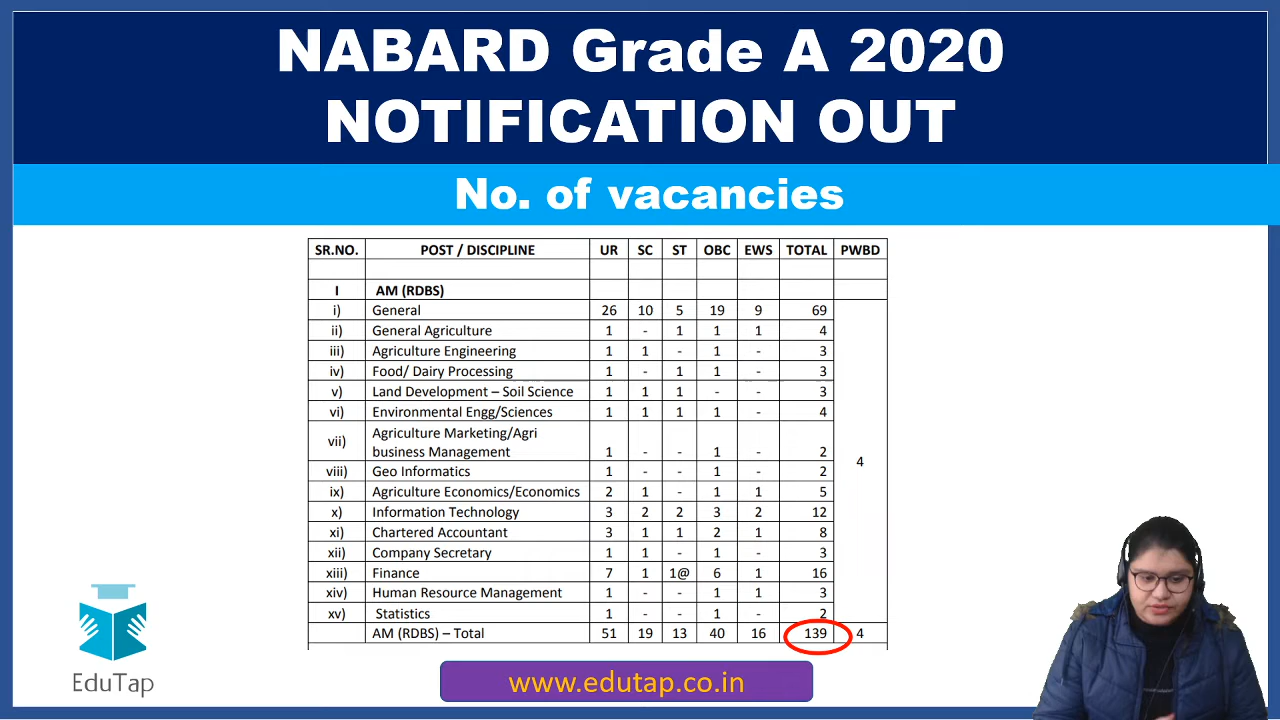 NABARD Grade A 2020
NOTIFICATION OUT
No. of vacancies
SR.NO. POST / DISCIPLINE UR SC ST OBC EWS TOTAL PWBD
I AM (RDBS)
i) General 26 10 5 19 9 69
ii) General Agriculture 1 - 1 1 1 4
iii) Agriculture Engineering 1 1 - 1 - 3
iv) Food/ Dairy Processing 1 - 1 1 - 3
v) Land Development – Soil Science 1 1 1 - - 3
vi) Environmental Engg/Sciences 1 1 1 1 - 4
vii) Agriculture Marketing/Agri
business Management 1 - - 1 - 2
4
viii) Geo Informatics 1 - - 1 - 2
ix) Agriculture Economics/Economics 2 1 - 1 1 5
x) Information Technology 3 2 2 3 2 12
xi) Chartered Accountant 3 1 1 2 1 8
xii) Company Secretary 1 1 - 1 - 3
xiii) Finance 7 1 1@ 6 1 16
xiv) Human Resource Management 1 - - 1 1 3
xv) Statistics 1 - - 1 - 2
AM (RDBS) – Total 51 19 13 40 16 139 4
EduTap
www.edutap.co.in